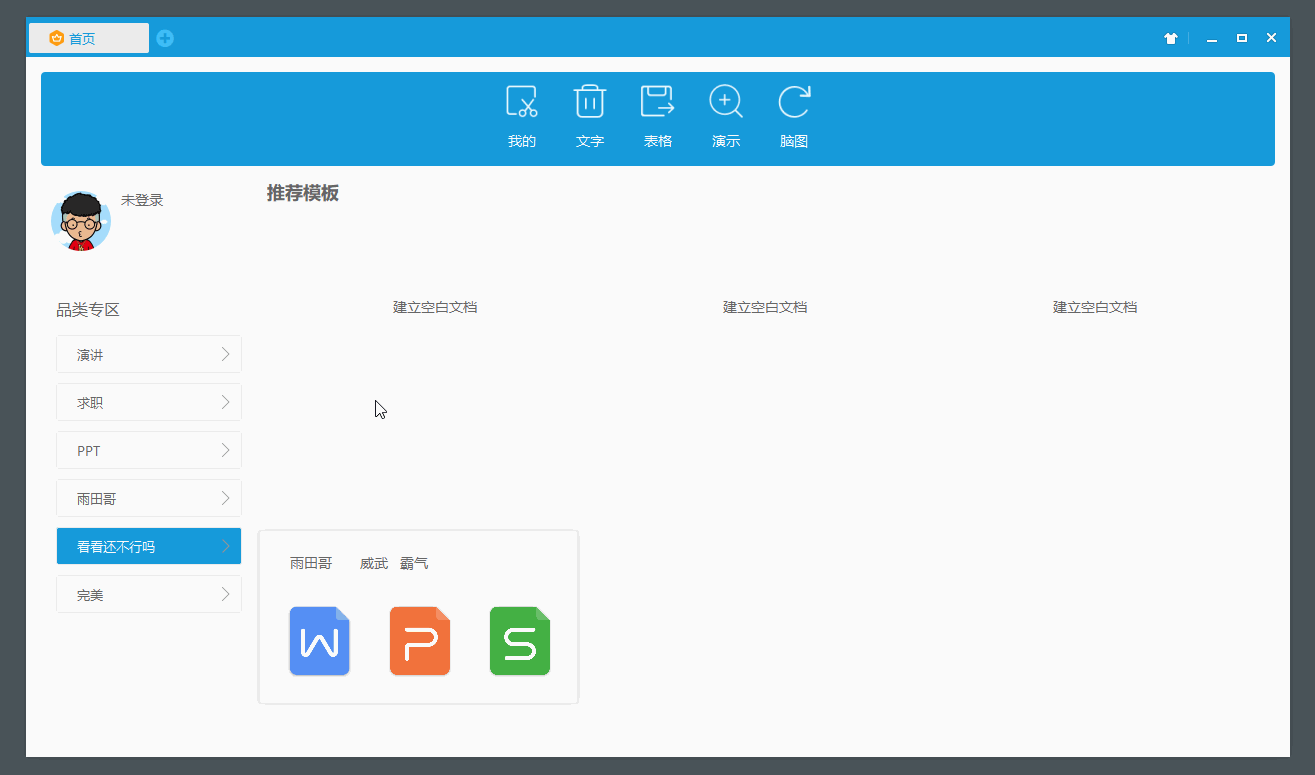 首页
我的 文字 表格 演示 脑图
未登录
推荐模板
品类专区
建立空白文档 建立空白文档 建立空白文档
演讲
求职
PPT
雨田哥
看看还不行吗
完美
雨田哥 威武 霸气
W P S